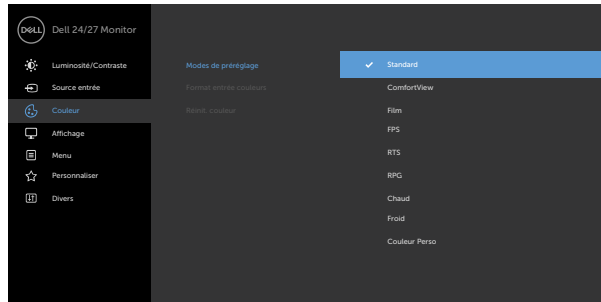 DELL Dell 24/27 Monitor
Luminosité/Contraste
Source entrée
Couleur
Affichage
Menu
Personnaliser
Divers
Modes de préréglage
Format entrée couleurs
Réinit. couleur
Standard
ComfortView
Film
FPS
RTS
RPG
Chaud
Froid
Couleur Perso